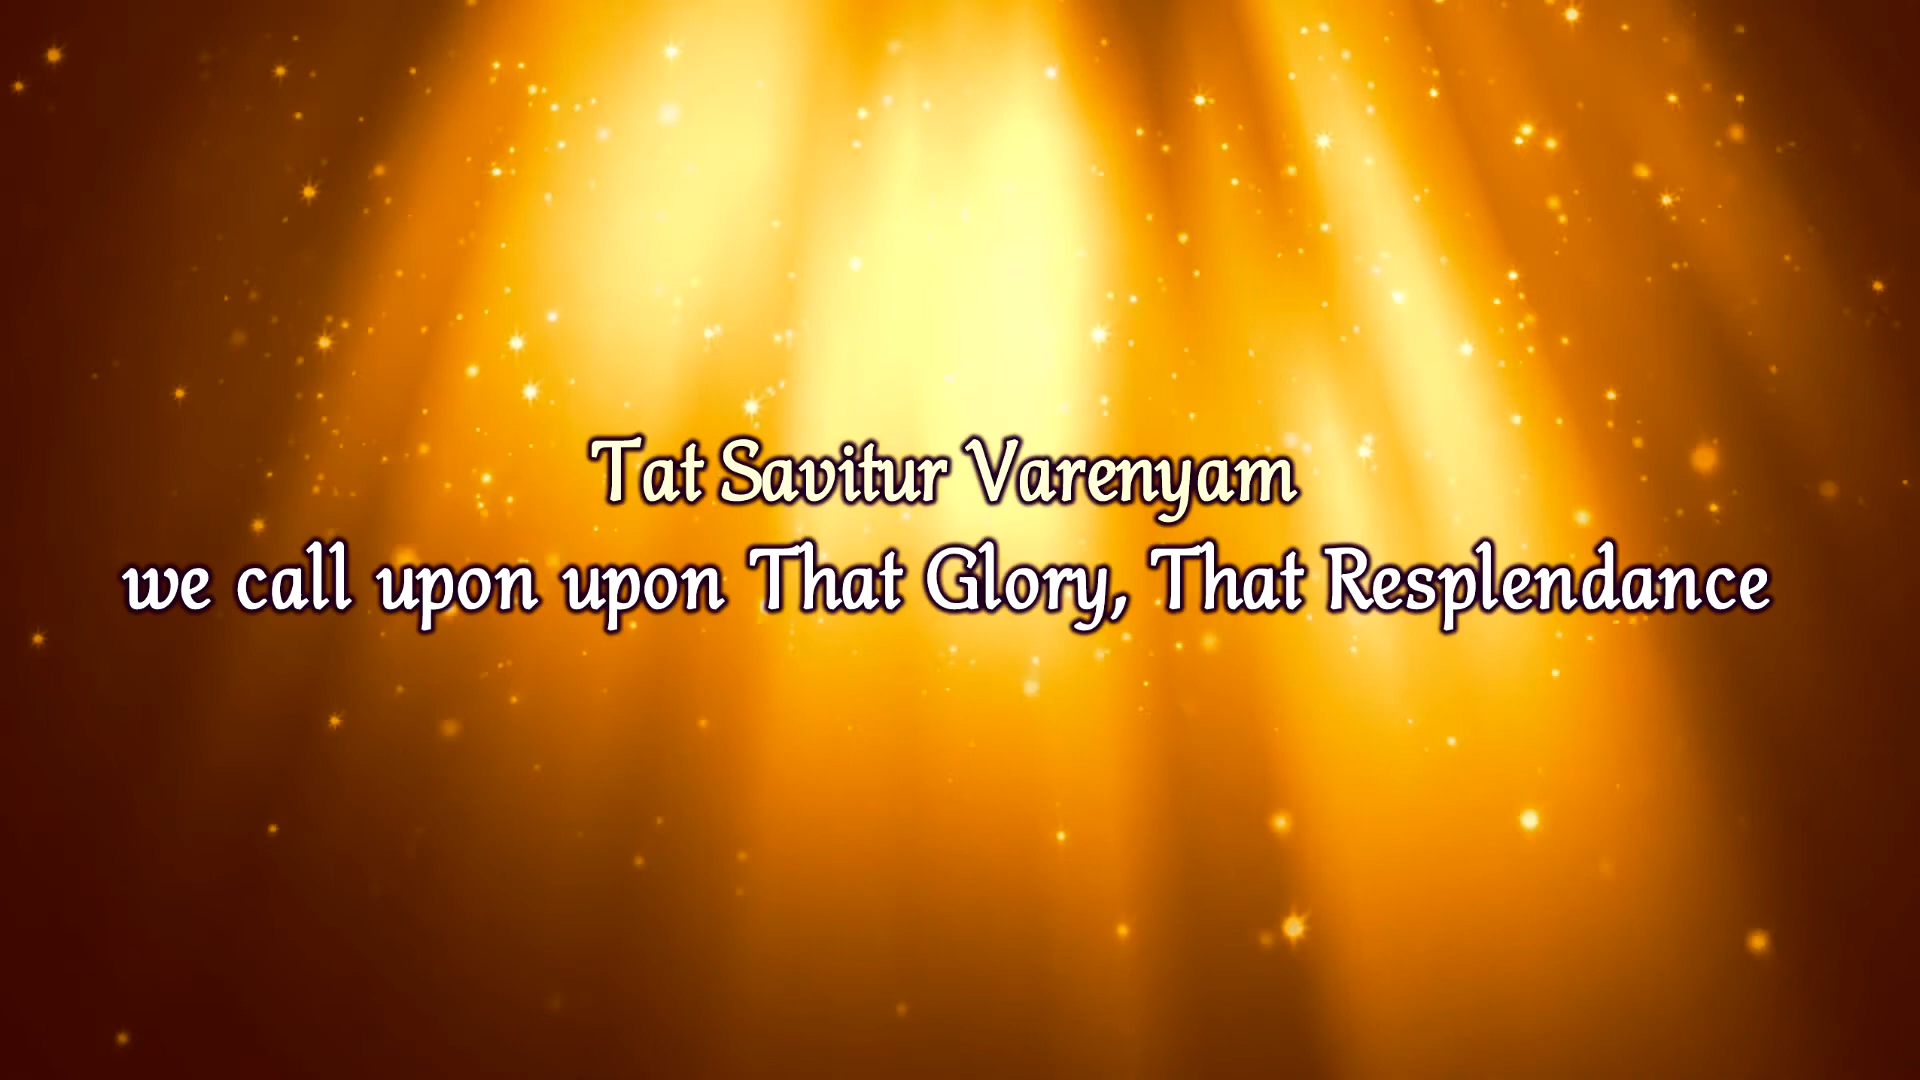 Tat Savitur Varenyam
we call upon upon That Glory, That Resplendance